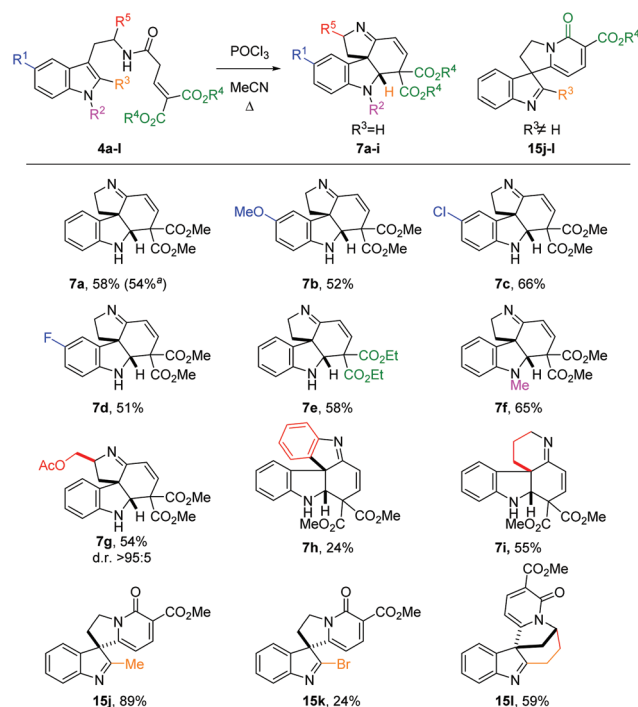 R⁵
R¹
N
H
O
R³
N
R²
R⁴O₂C
CO₂R⁴
4a-l
POCl₃
MeCN
Δ
R⁵
N
R¹
N
R²
H
CO₂R⁴
CO₂R⁴
R³=H
7a-i
O
CO₂R⁴
N
R³
N
R³≠ H
15j-l
N
CO₂Me
CO₂Me
N
H
H
7a, 58% (54%ᵃ)
N
MeO
CO₂Me
CO₂Me
N
H
H
7b, 52%
N
Cl
CO₂Me
CO₂Me
N
H
H
7c, 66%
N
F
CO₂Me
CO₂Me
N
H
H
7d, 51%
N
CO₂Et
CO₂Et
N
H
H
7e, 58%
N
CO₂Me
CO₂Me
NH
Me
7f, 65%
AcO
N
CO₂Me
CO₂Me
N
H
H
7g, 54%
d.r. >95:5
N
N
H
H
MeO₂C
CO₂Me
7h, 24%
N
N
H
H
MeO₂C
CO₂Me
7i, 55%
O
CO₂Me
N
Me
N
15j, 89%
O
CO₂Me
N
Br
N
15k, 24%
CO₂Me
O
N
N
15l, 59%